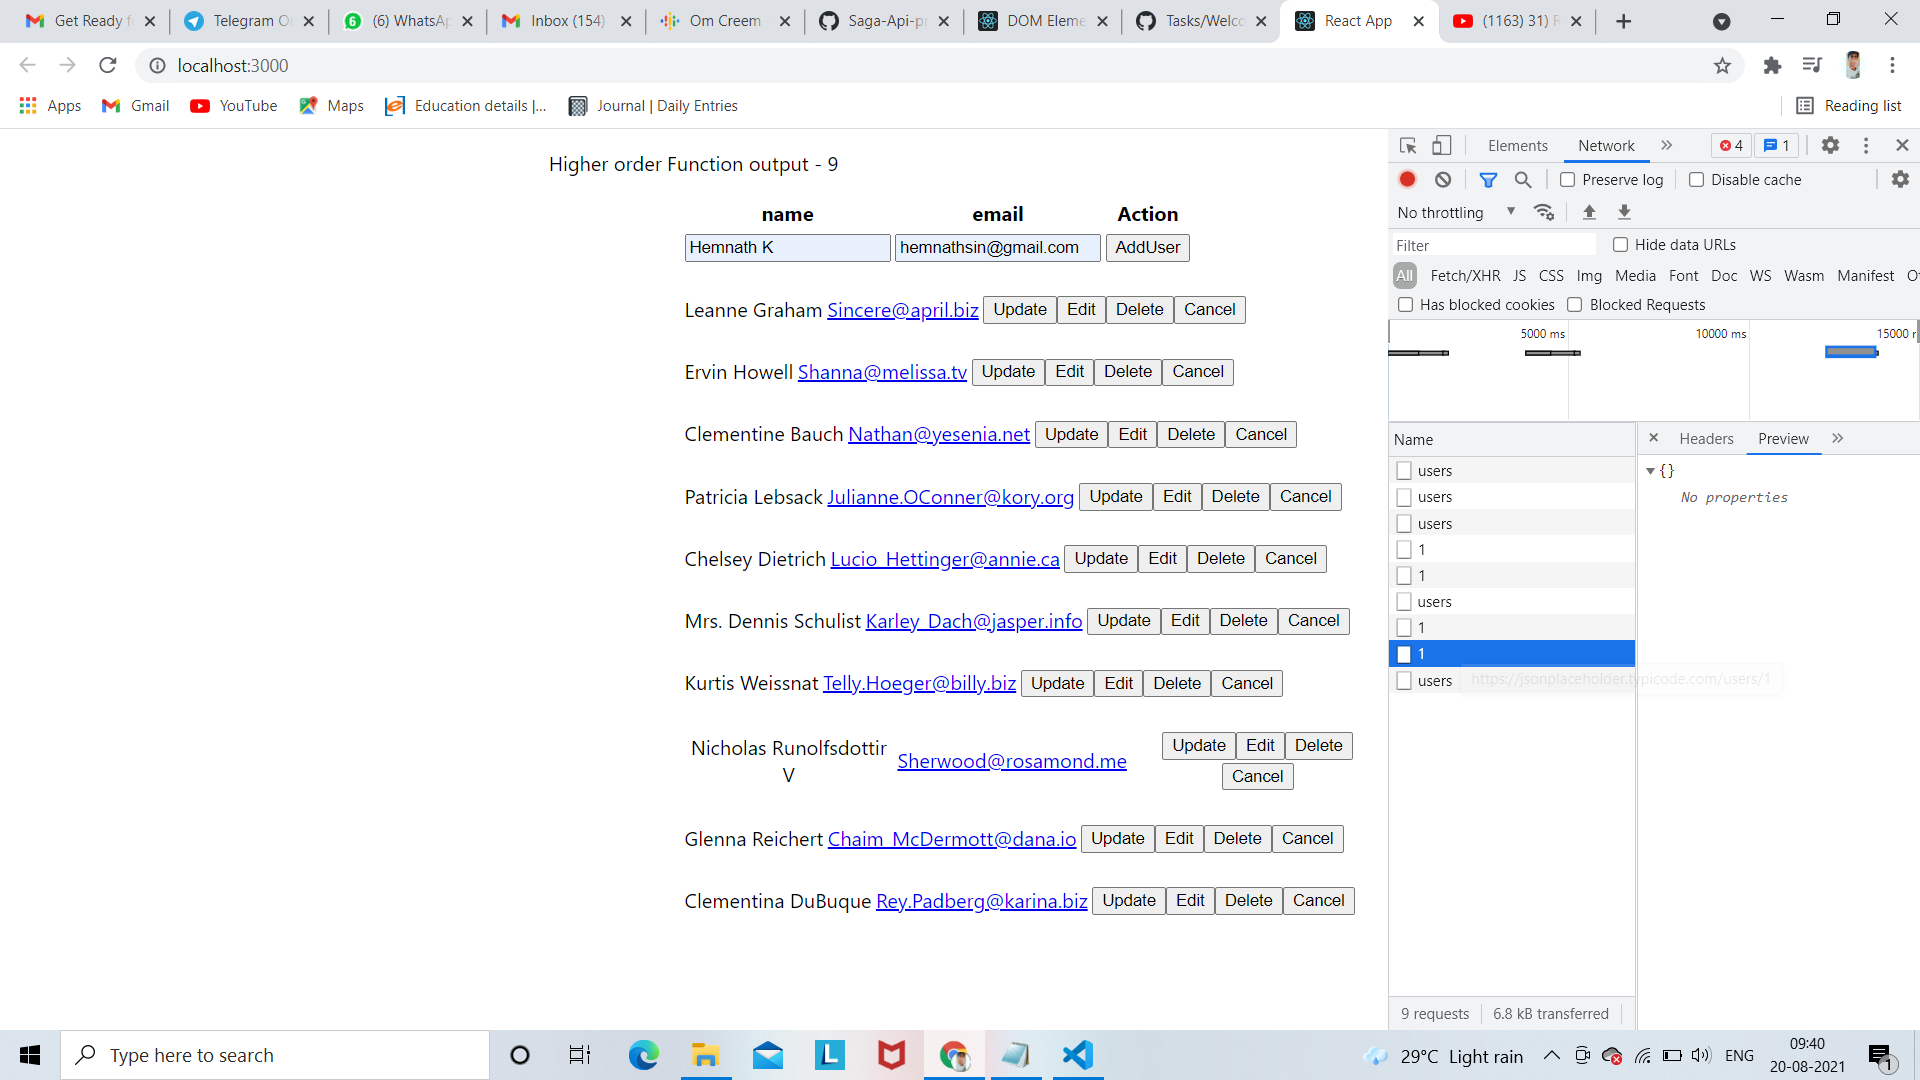 Get Ready f
Telegram O
(6) WhatsAp
Inbox (154)
Om Creem
Saga-Api-p
DOM Eleme
Tasks/Welco
React App
(1163) 31) R
localhost:3000
Apps
Gmail
YouTube
Maps
Education details |...
Journal | Daily Entries
Reading list
Higher order Function output - 9
name email Action
Hemnath K hemnathsin@gmail.com AddUser
Leanne Graham Sincere@april.biz Update Edit Delete Cancel
Ervin Howell Shanna@melissa.tv Update Edit Delete Cancel
Clementine Bauch Nathan@yesenia.net Update Edit Delete Cancel
Patricia Lebsack Julianne.OConner@kory.org Update Edit Delete Cancel
Chelsey Dietrich Lucio_Hettinger@annie.ca Update Edit Delete Cancel
Mrs. Dennis Schulist Karley_Dach@jasper.info Update Edit Delete Cancel
Kurtis Weissnat Telly.Hoeger@billy.biz Update Edit Delete Cancel
Nicholas Runolfsdottir
V
Sherwood@rosamond.me
Update Edit Delete
Cancel
Glenna Reichert Chaim_McDermott@dana.io Update Edit Delete Cancel
Clementina DuBuque Rey.Padberg@karina.biz Update Edit Delete Cancel
Elements Network 4 1
Preserve log Disable cache
No throttling
Filter Hide data URLs
All Fetch/XHR JS CSS Img Media Font Doc WS Wasm Manifest
Has blocked cookies Blocked Requests
5000 ms 10000 ms 15000
Name
users
users
users
1
1
users
1
1
users
https://jsonplaceholder.typicode.com/users/1
Headers Preview
{}
No properties
9 requests 6.8 kB transferred
Type here to search
29°C Light rain
ENG
09:40
20-08-2021
1